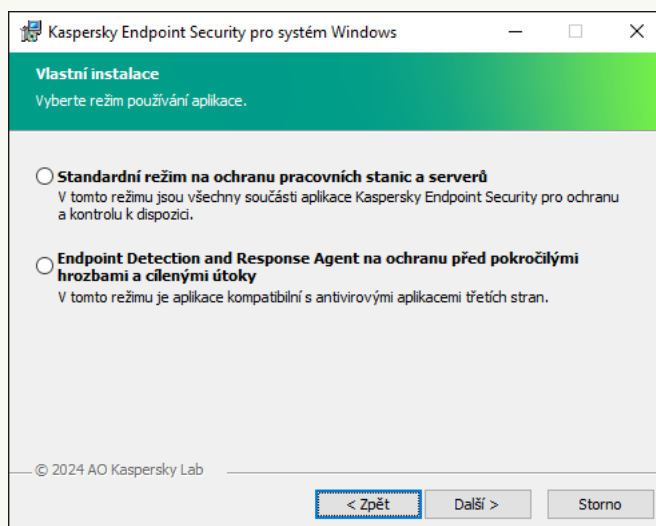 Kaspersky Endpoint Security pro systém Windows
Vlastní instalace
Vyberte režim používání aplikace.
Standardní režim na ochranu pracovních stanic a serverů
V tomto režimu jsou všechny součásti aplikace Kaspersky Endpoint Security pro ochranu
a kontrolu k dispozici.
Endpoint Detection and Response Agent na ochranu před pokročilými
hrozbami a cílenými útoky
V tomto režimu je aplikace kompatibilní s antivirovými aplikacemi třetích stran.
© 2024 AO Kaspersky Lab
< Zpět
Další >
Storno